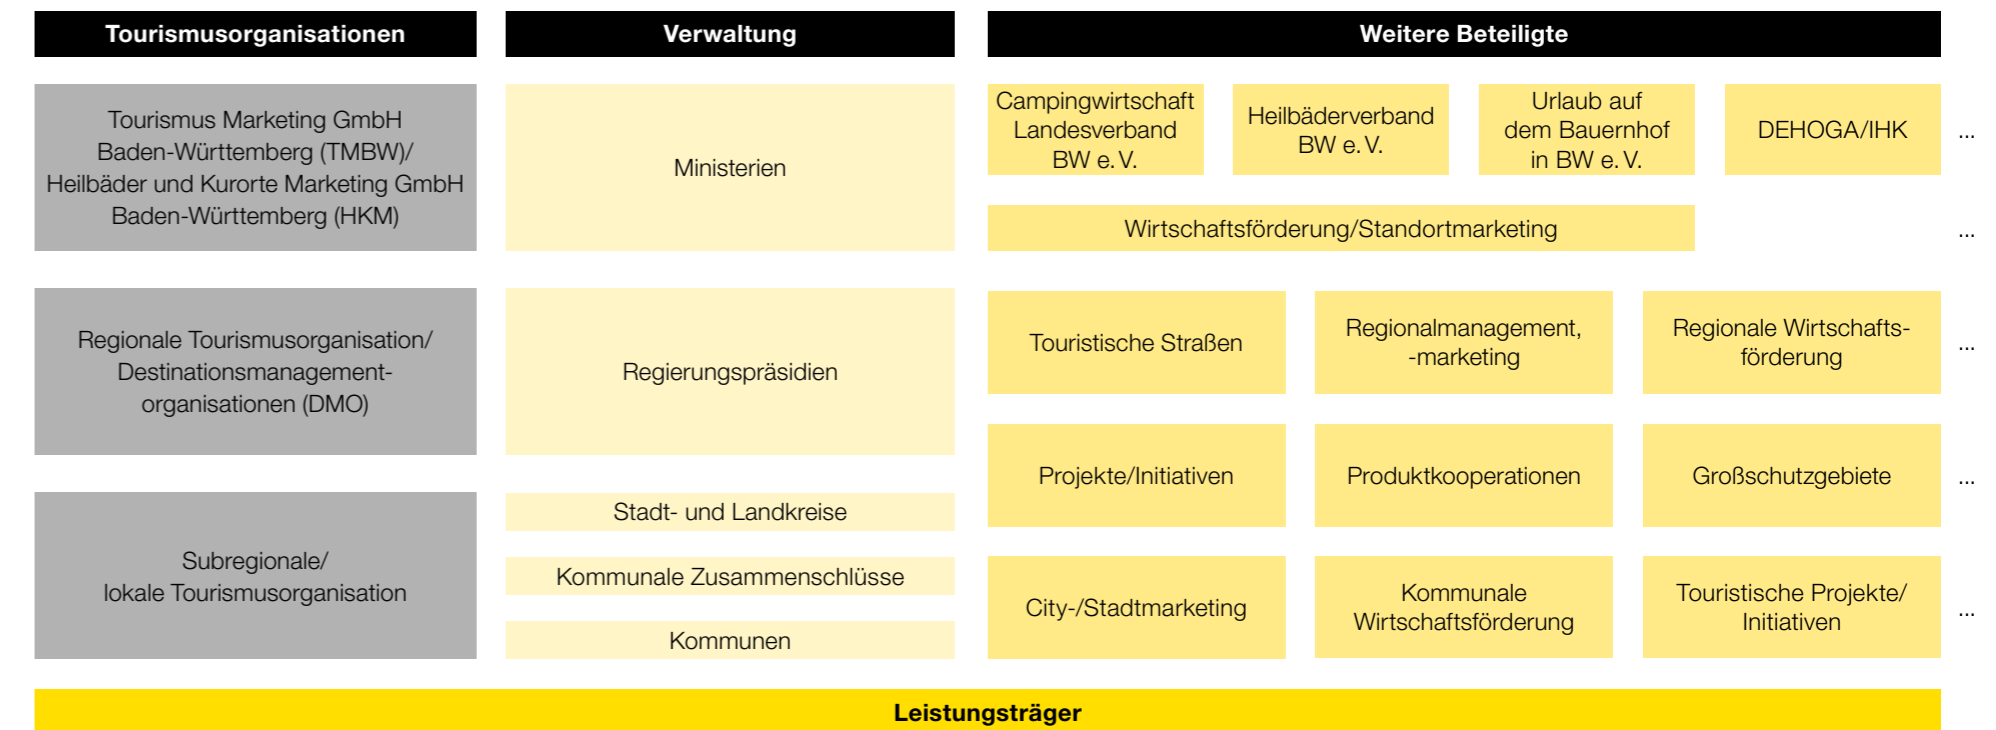 Tourismusorganisationen
Verwaltung
Weitere Beteiligte
Tourismus Marketing GmbH
Baden-Württemberg (TMBW)/
Heilbäder und Kurorte Marketing GmbH
Baden-Württemberg (HKM)
Ministerien
Campingwirtschaft
Landesverband
BW e. V.
Heilbäderverband
BW e. V.
Urlaub auf
dem Bauernhof
in BW e. V.
DEHOGA/IHK
...
Wirtschaftsförderung/Standortmarketing
...
Regionale Tourismusorganisation/
Destinationsmanagement-
organisationen (DMO)
Regierungspräsidien
Touristische Straßen
Regionalmanagement,
-marketing
Regionale Wirtschafts-
förderung
...
Projekte/Initiativen
Produktkooperationen
Großschutzgebiete
...
Subregionale/
lokale Tourismusorganisation
Stadt- und Landkreise
Kommunale Zusammenschlüsse
Kommunen
City-/Stadtmarketing
Kommunale
Wirtschaftsförderung
Touristische Projekte/
Initiativen
...
Leistungsträger